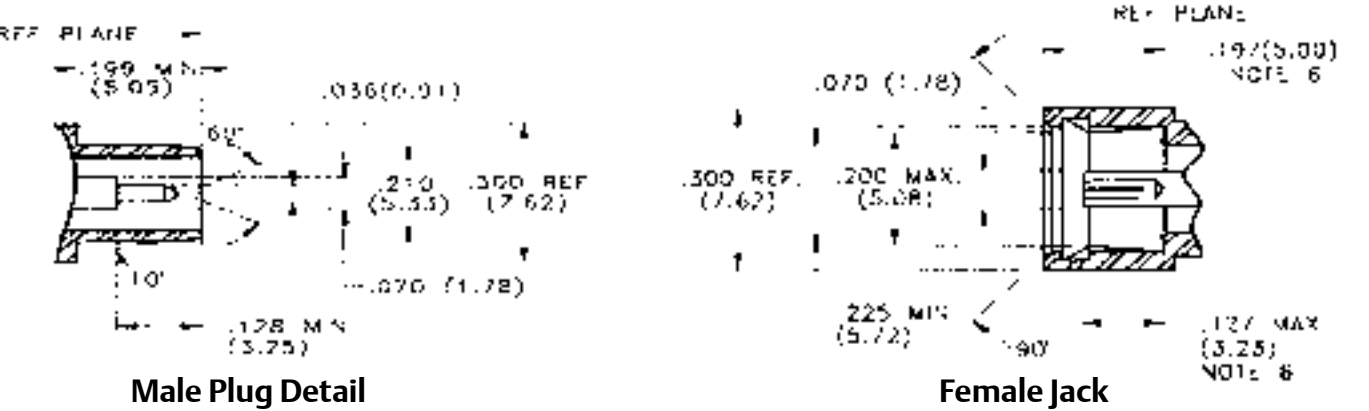 REF PLANE
.199 MIN.
(5.05)
.036(0.91)
60°
.210
(5.33)
.300 REF
(7.62)
10°
.070 (1.78)
.128 MIN
(3.25)
Male Plug Detail
REF PLANE
.197(5.00)
NOTE 6
.070 (1.78)
.300 REF.
(7.62)
.200 MAX.
(5.08)
.225 MIN
(5.72)
90°
MAX
(3.23)
NOTE 6
Female Jack